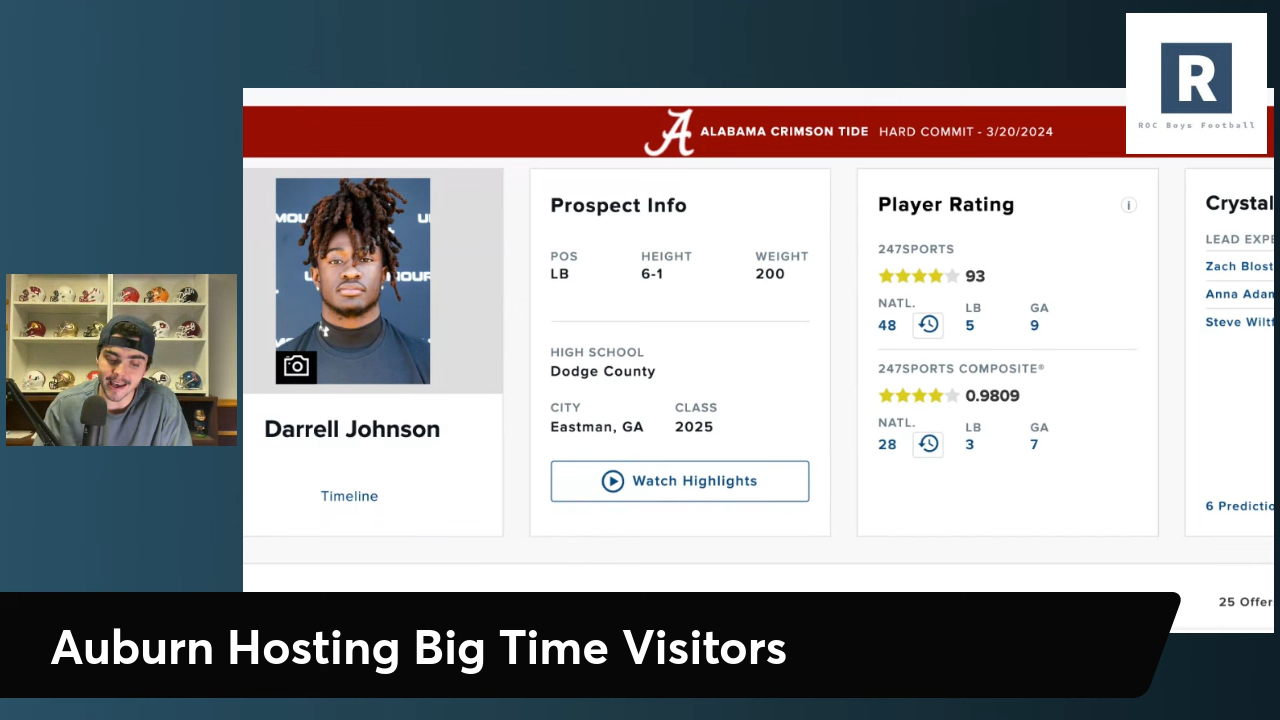 R
ROC Boys Football
ALABAMA CRIMSON TIDE HARD COMMIT - 3/20/2024
Darrell Johnson
Timeline
Prospect Info
POS HEIGHT WEIGHT
LB 6-1 200
HIGH SCHOOL
Dodge County
CITY CLASS
Eastman, GA 2025
Watch Highlights
Player Rating
247SPORTS
93
NATL. LB GA
48 5 9
247SPORTS COMPOSITE®
0.9809
NATL. LB GA
28 3 7
Crystal
LEAD EXPE
Zach Blost
Anna Adam
Steve Wiltf
6 Predictio
25 Offer
Auburn Hosting Big Time Visitors